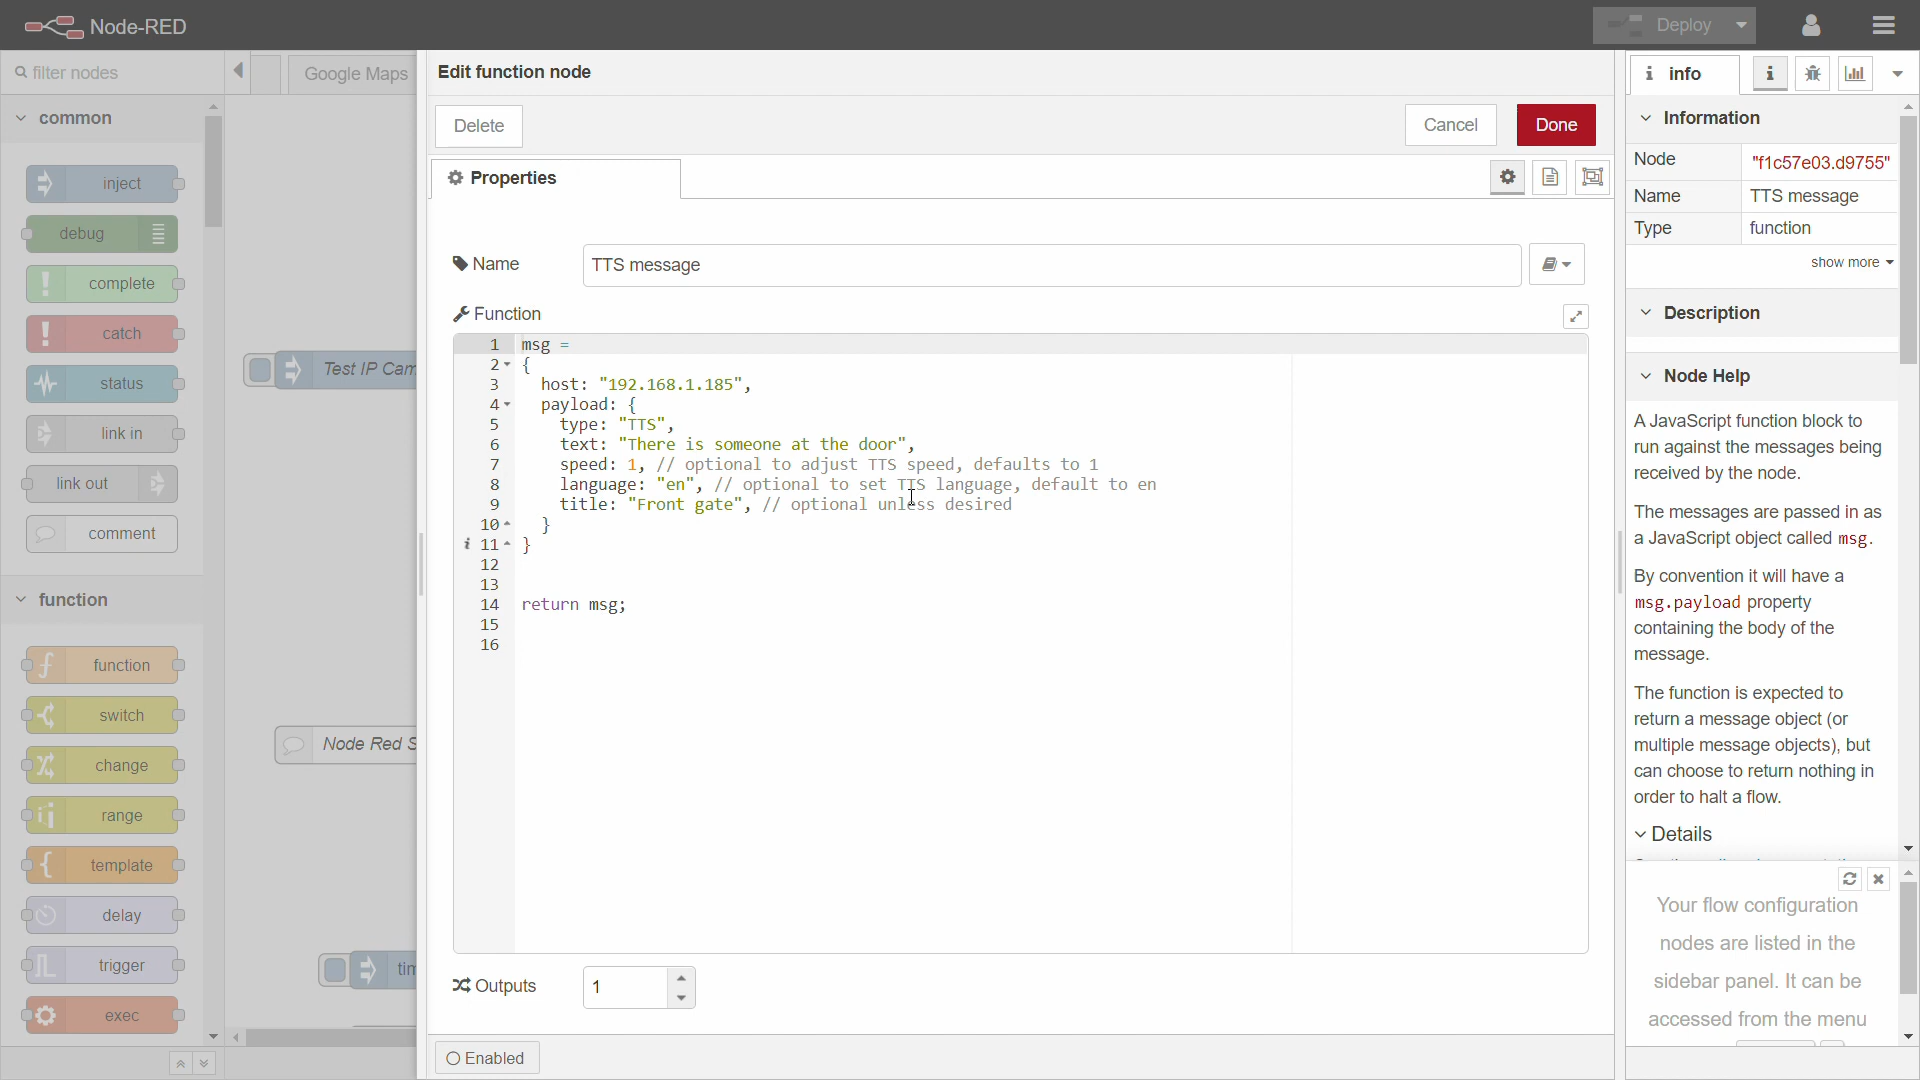 Node-RED
Deploy
filter nodes
Google Maps
common
inject
debug
complete
catch
status
link in
link out
comment
function
function
switch
change
range
template
delay
trigger
exec
Test IP Cam
Node Red S
tim
Edit function node
Delete
Cancel
Done
Properties
Name
TTS message
Function
1 msg =
2 {
3 host: "192.168.1.185",
4 payload: {
5 type: "TTS",
6 text: "There is someone at the door",
7 speed: 1, // optional to adjust TTS speed, defaults to 1
8 language: "en", // optional to set TTS language, default to en
9 title: "Front gate", // optional unless desired
10 }
i 11 }
12
13
14 return msg;
15
16
Outputs
1
Enabled
i info
i
Information
Node "f1c57e03.d9755"
Name TTS message
Type function
show more
Description
Node Help
A JavaScript function block to
run against the messages being
received by the node.
The messages are passed in as
a JavaScript object called msg.
By convention it will have a
msg.payload property
containing the body of the
message.
The function is expected to
return a message object (or
multiple message objects), but
can choose to return nothing in
order to halt a flow.
Details
Your flow configuration
nodes are listed in the
sidebar panel. It can be
accessed from the menu